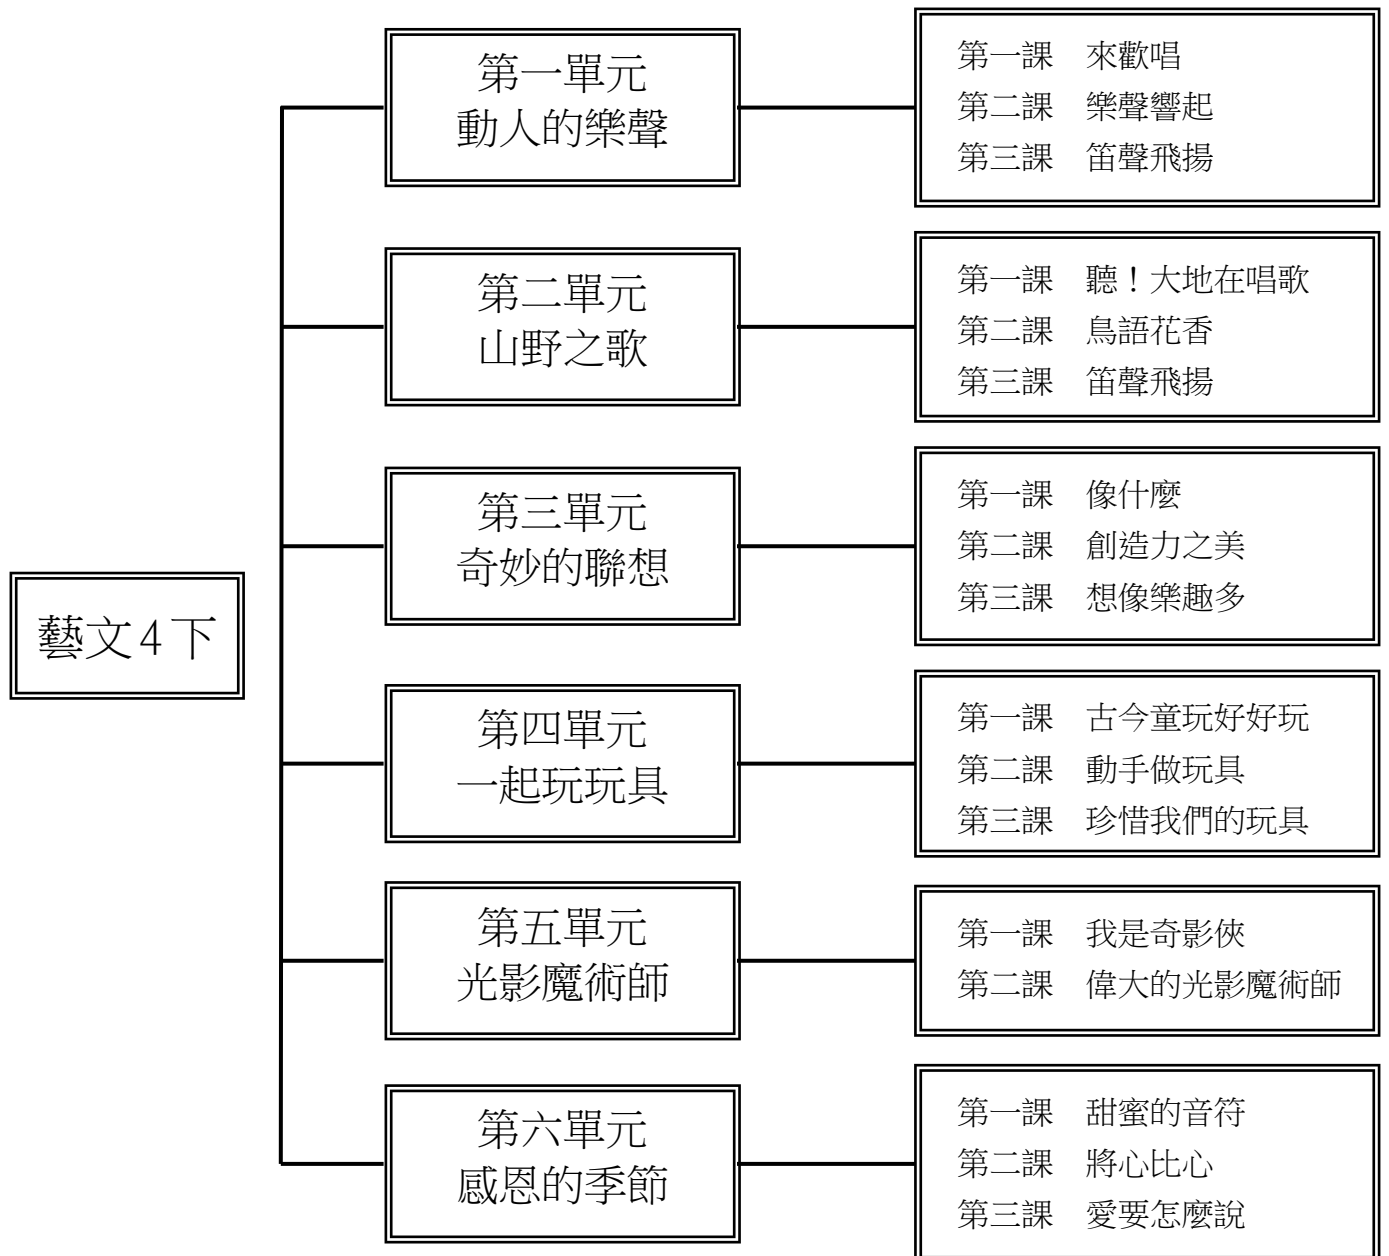 藝文4下
第一單元
動人的樂聲
第一課 來歡唱
第二課 樂聲響起
第三課 笛聲飛揚
第二單元
山野之歌
第一課 聽！大地在唱歌
第二課 鳥語花香
第三課 笛聲飛揚
第三單元
奇妙的聯想
第一課 像什麼
第二課 創造力之美
第三課 想像樂趣多
第四單元
一起玩玩具
第一課 古今童玩好好玩
第二課 動手做玩具
第三課 珍惜我們的玩具
第五單元
光影魔術師
第一課 我是奇影俠
第二課 偉大的光影魔術師
第六單元
感恩的季節
第一課 甜蜜的音符
第二課 將心比心
第三課 愛要怎麼說